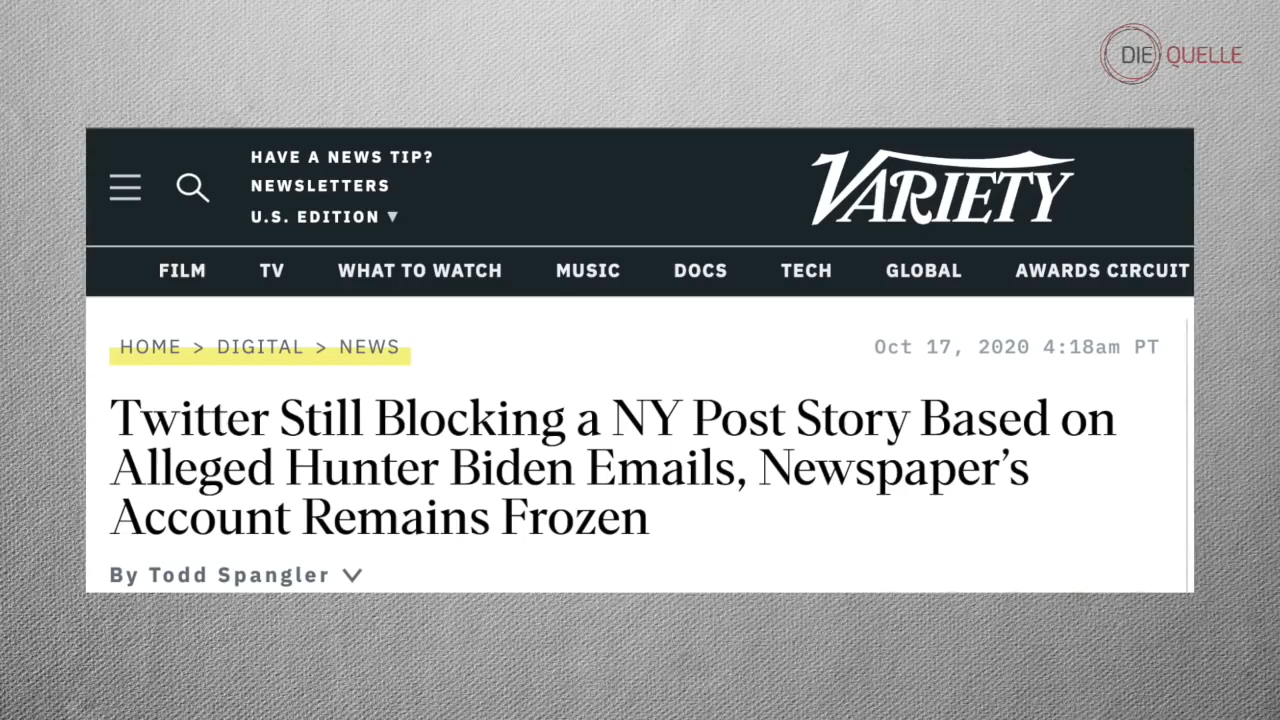 DIE QUELLE
HAVE A NEWS TIP?
NEWSLETTERS
U.S. EDITION ▼
VARIETY
FILM TV WHAT TO WATCH MUSIC DOCS TECH GLOBAL AWARDS CIRCUIT
HOME > DIGITAL > NEWS
Oct 17, 2020 4:18am PT
Twitter Still Blocking a NY Post Story Based on
Alleged Hunter Biden Emails, Newspaper’s
Account Remains Frozen
By Todd Spangler